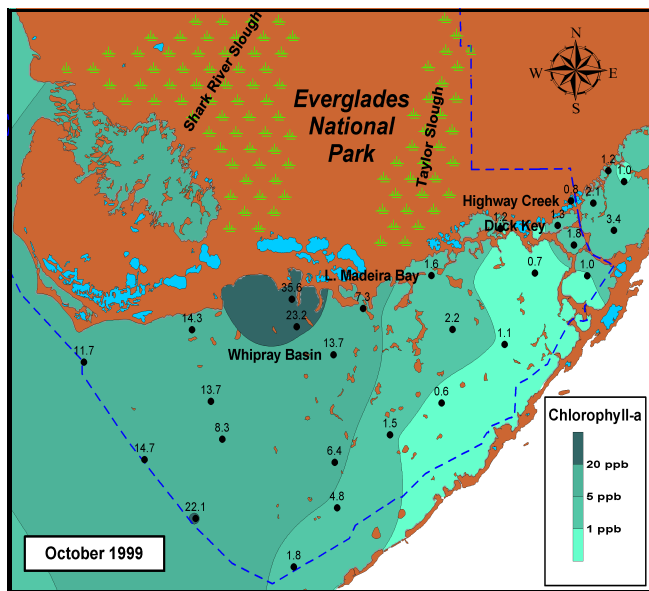 N
W E
S
Shark River Slough
Taylor Slough
Everglades
National
Park
1.2
1.0
Highway Creek
0.8
2.1
1.2
Duck Key
1.3
3.4
1.8
L. Madeira Bay
1.6
0.7
1.0
35.6
7.3
14.3
23.2
2.2
1.1
Whipray Basin
13.7
11.7
13.7
0.6
8.3
1.5
14.7
6.4
22.1
4.8
1.8
Chlorophyll-a
20 ppb
5 ppb
1 ppb
October 1999